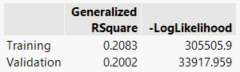 Generalized
RSquare -LogLikelihood
Training 0.2083 305505.9
Validation 0.2002 33917.959